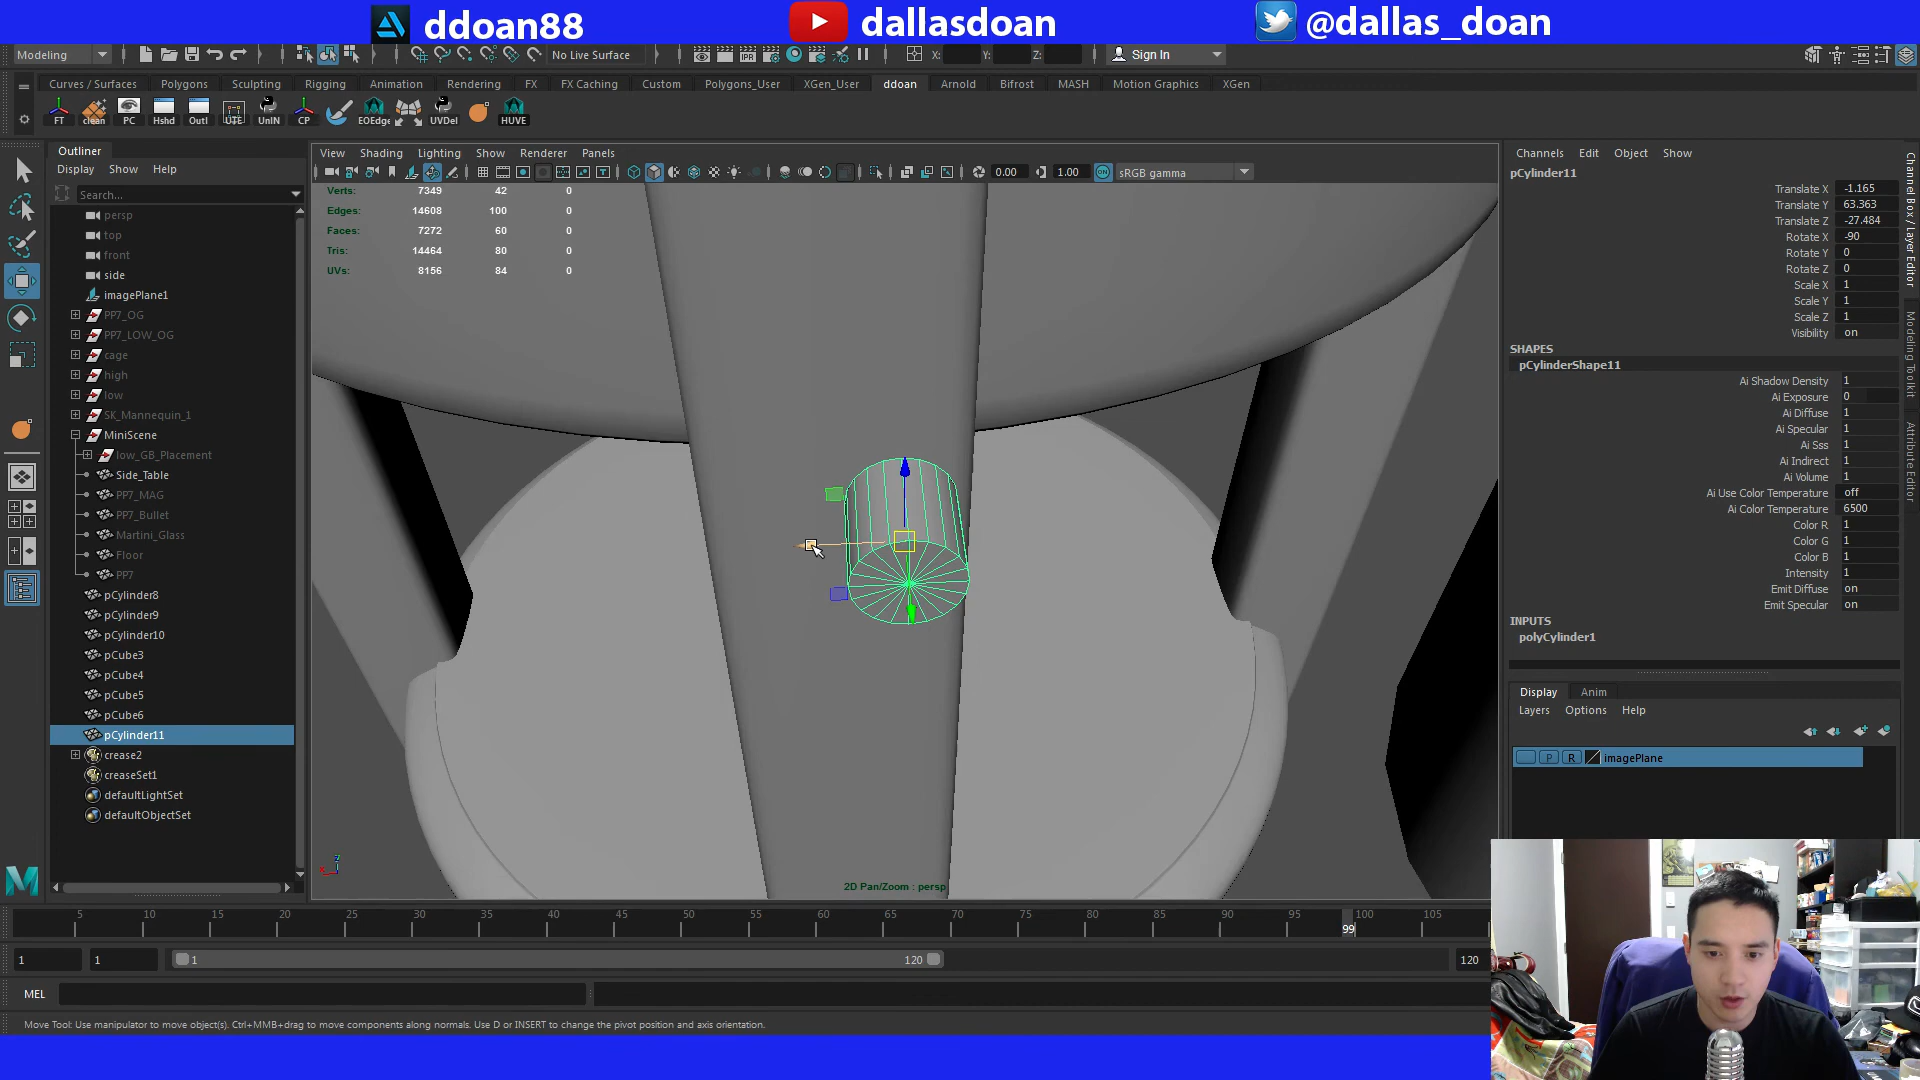 ddoan88
dallasdoan
@dallas_doan
Modeling
No Live Surface
X:
Y:
Z:
Sign In
Curves / Surfaces
Polygons
Sculpting
Rigging
Animation
Rendering
FX
FX Caching
Custom
Polygons_User
XGen_User
ddoan
Arnold
Bifrost
MASH
Motion Graphics
XGen
FT
clean
PC
Hshd
Outl
UTE
UnIN
CP
EOEdge
UVDel
HUVE
Outliner
Display Show Help
Search...
persp
top
front
side
imagePlane1
PP7_OG
PP7_LOW_OG
cage
high
low
SK_Mannequin_1
MiniScene
low_GB_Placement
Side_Table
PP7_MAG
PP7_Bullet
Martini_Glass
Floor
PP7
pCylinder8
pCylinder9
pCylinder10
pCube3
pCube4
pCube5
pCube6
pCylinder11
crease2
creaseSet1
defaultLightSet
defaultObjectSet
View Shading Lighting Show Renderer Panels
0.00
1.00
sRGB gamma
Verts: 7349 42 0
Edges: 14608 100 0
Faces: 7272 60 0
Tris: 14464 80 0
UVs: 8156 84 0
2D Pan/Zoom : persp
Channels Edit Object Show
pCylinder11
Translate X -1.165
Translate Y 63.363
Translate Z -27.484
Rotate X -90
Rotate Y 0
Rotate Z 0
Scale X 1
Scale Y 1
Scale Z 1
Visibility on
SHAPES
pCylinderShape11
Ai Shadow Density 1
Ai Exposure 0
Ai Diffuse 1
Ai Specular 1
Ai Sss 1
Ai Indirect 1
Ai Volume 1
Ai Use Color Temperature off
Ai Color Temperature 6500
Color R 1
Color G 1
Color B 1
Intensity 1
Emit Diffuse on
Emit Specular on
INPUTS
polyCylinder1
Display Anim
Layers Options Help
P
R
imagePlane
Channel Box / Layer Editor
Modeling Toolkit
Attribute Editor
5 10 15 20 25 30 35 40 45 50 55 60 65 70 75 80 85 90 95 100 105
99
1
1
1
120
120
MEL
Move Tool: Use manipulator to move object(s). Ctrl+MMB+drag to move components along normals. Use D or INSERT to change the pivot position and axis orientation.